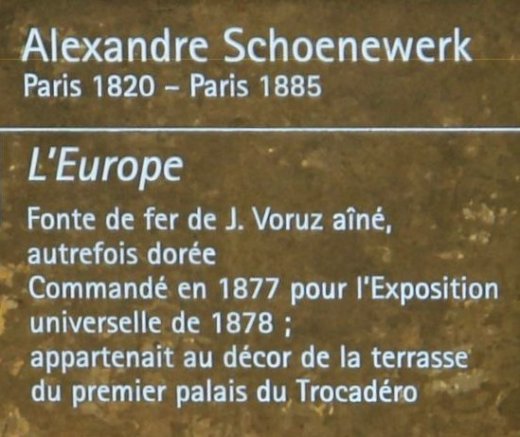 Alexandre Schoenewerk
Paris 1820 – Paris 1885
L'Europe
Fonte de fer de J. Voruz aîné,
autrefois dorée
Commandé en 1877 pour l'Exposition
universelle de 1878 ;
appartenait au décor de la terrasse
du premier palais du Trocadéro